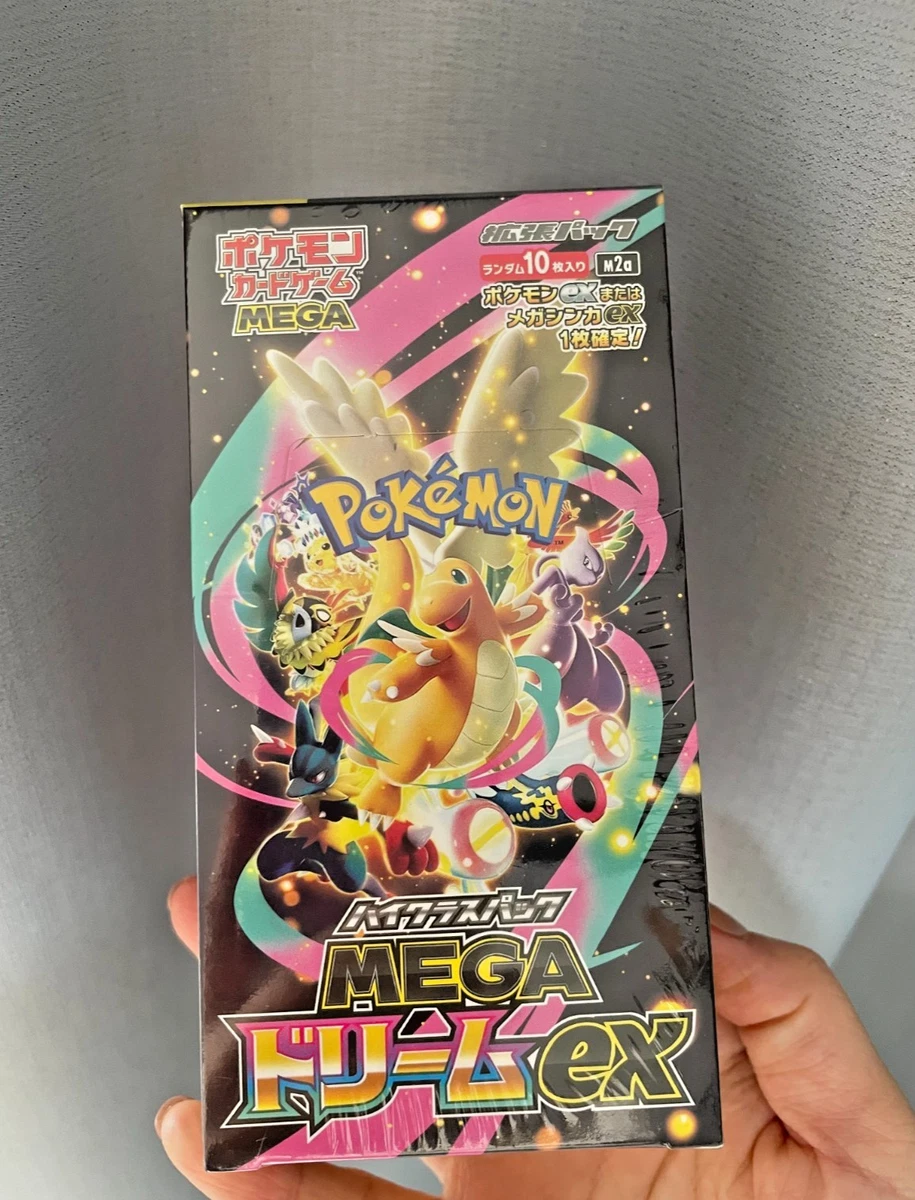 ポケモン
カードゲーム
MEGA
拡張パック
ランダム10枚入り M2a
ポケモンexまたは
メガシンカex
1枚確定!
POKéMON
TM
ハイクラスパック
MEGA
ドリームex